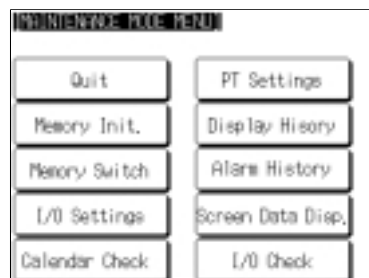 [MAINTENANCE MODE MENU]
Quit
PT Settings
Memory Init.
Display Hisory
Memory Switch
Alarm History
I/O Settings
Screen Data Disp.
Calendar Check
I/O Check